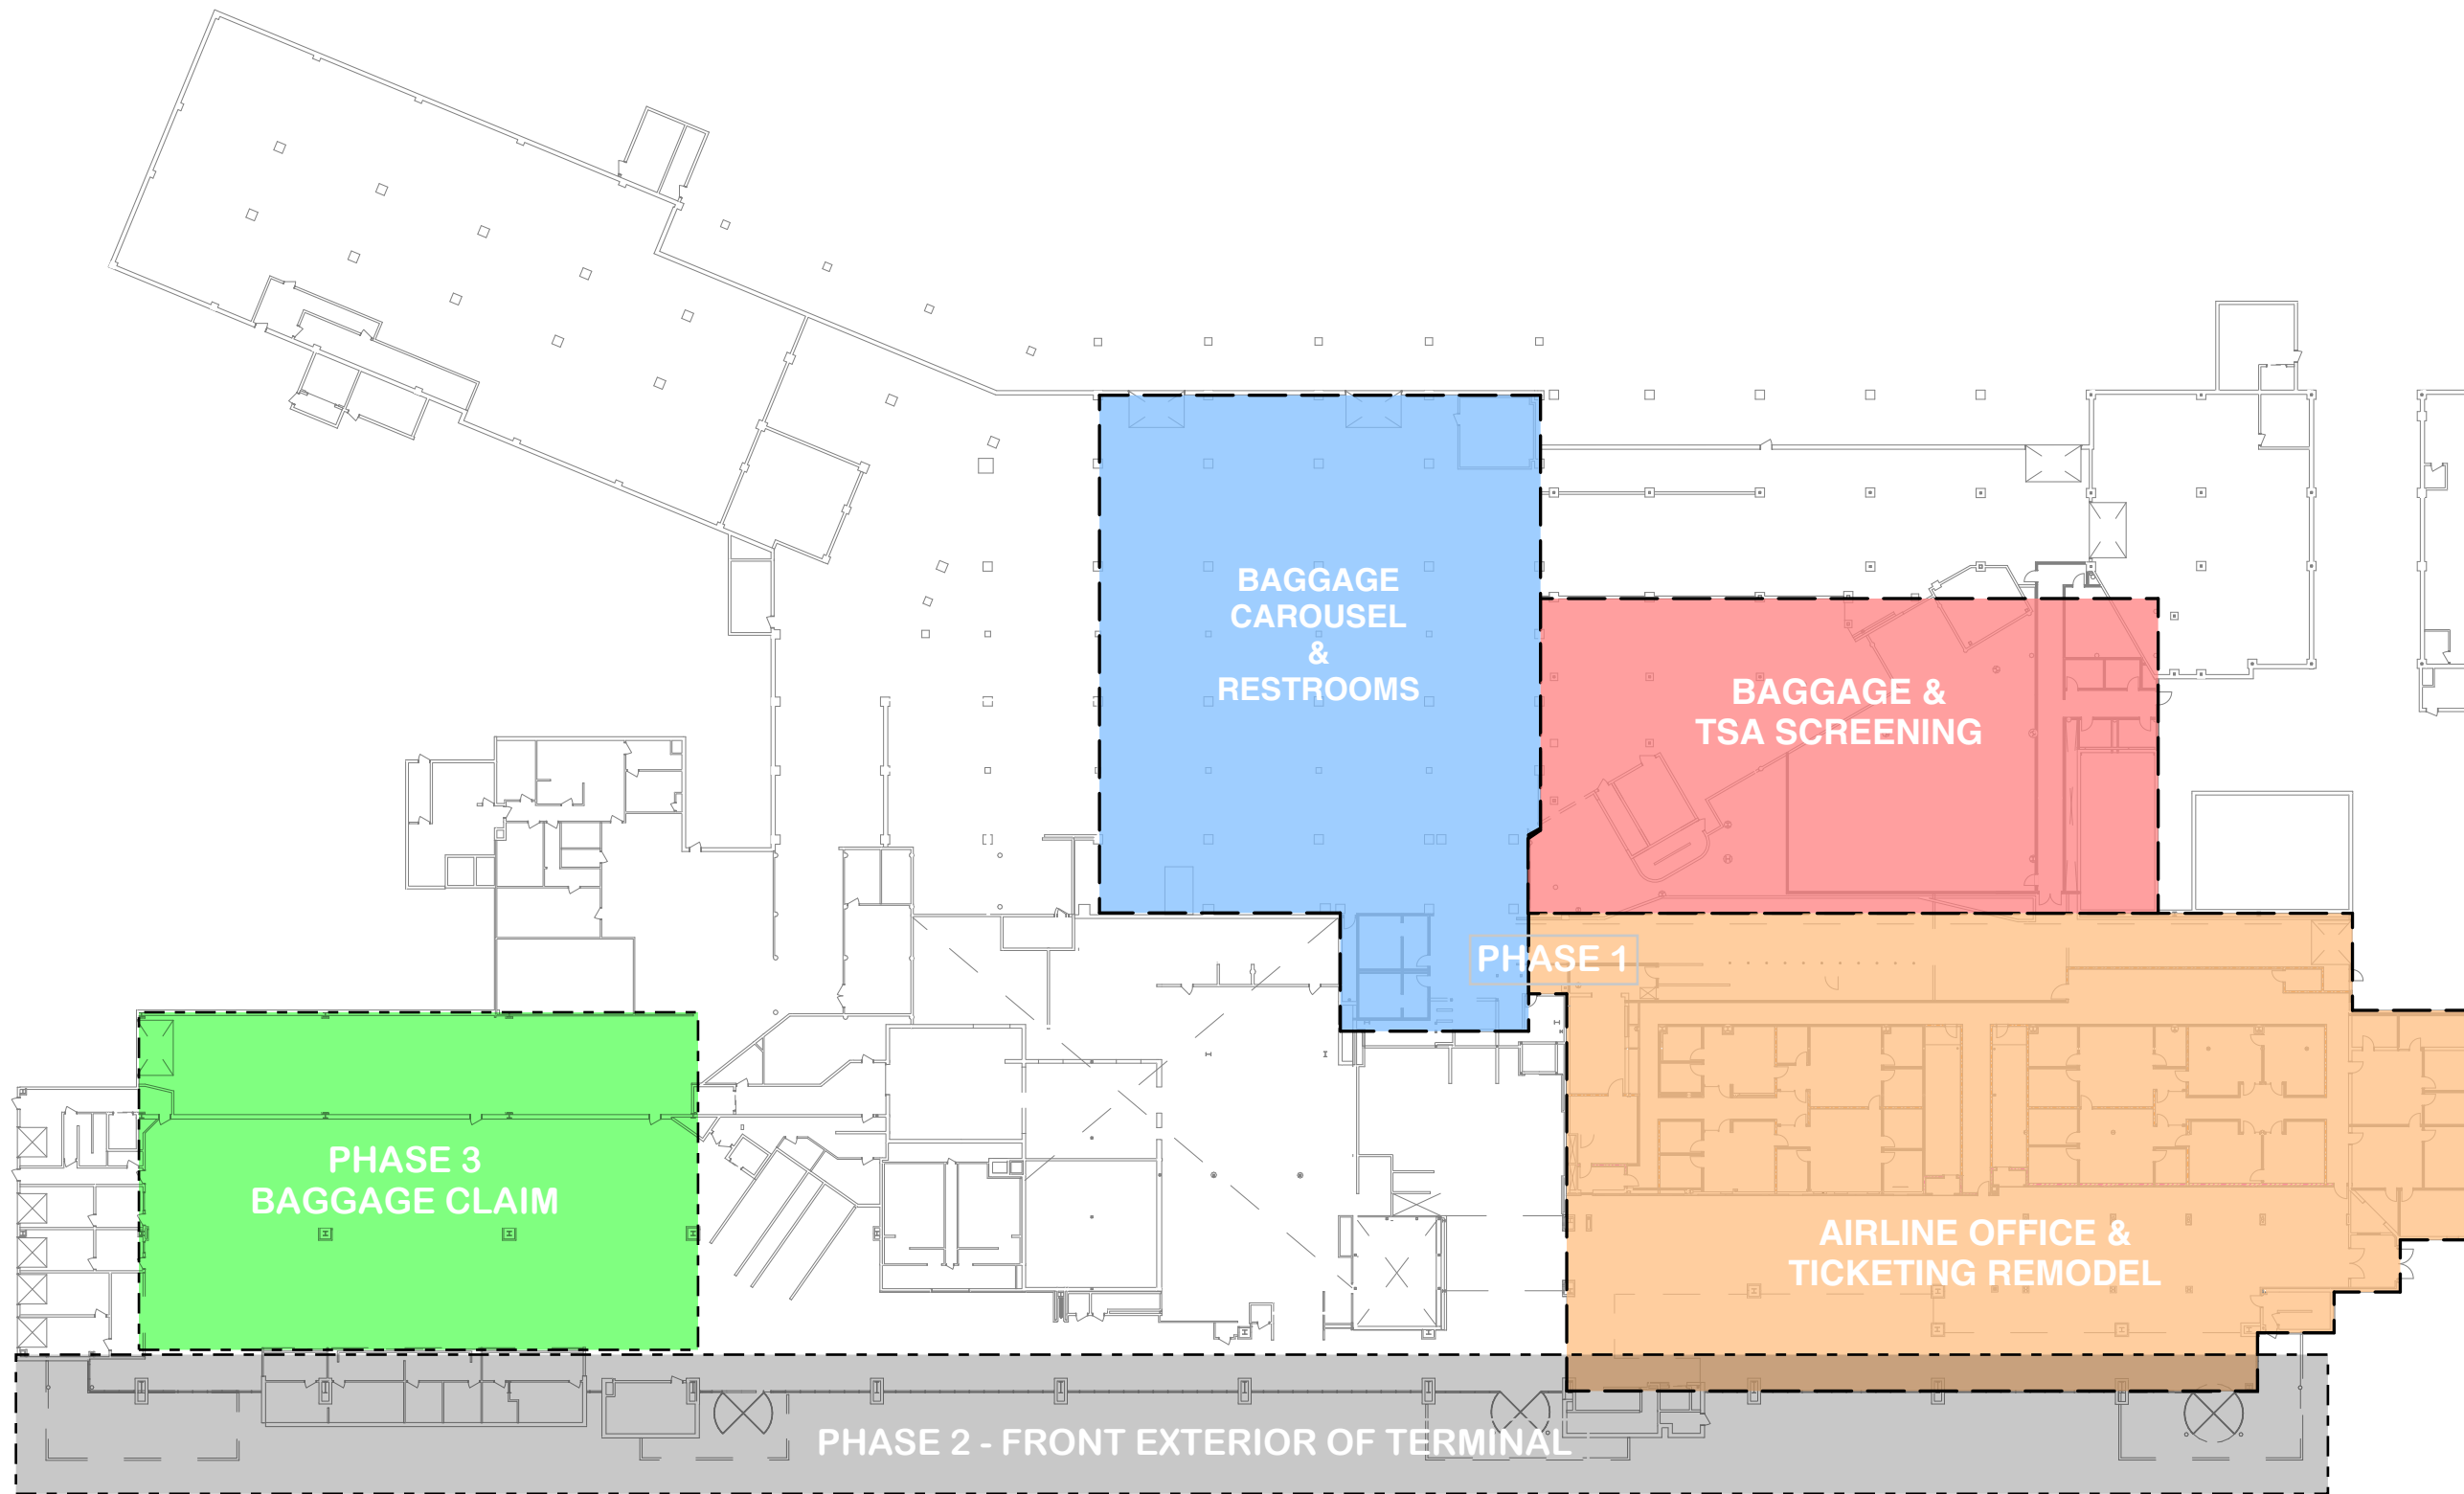 BAGGAGE
CAROUSEL
&
RESTROOMS
BAGGAGE &
TSA SCREENING
PHASE 1
PHASE 3
BAGGAGE CLAIM
AIRLINE OFFICE &
TICKETING REMODEL
PHASE 2 - FRONT EXTERIOR OF TERMINAL